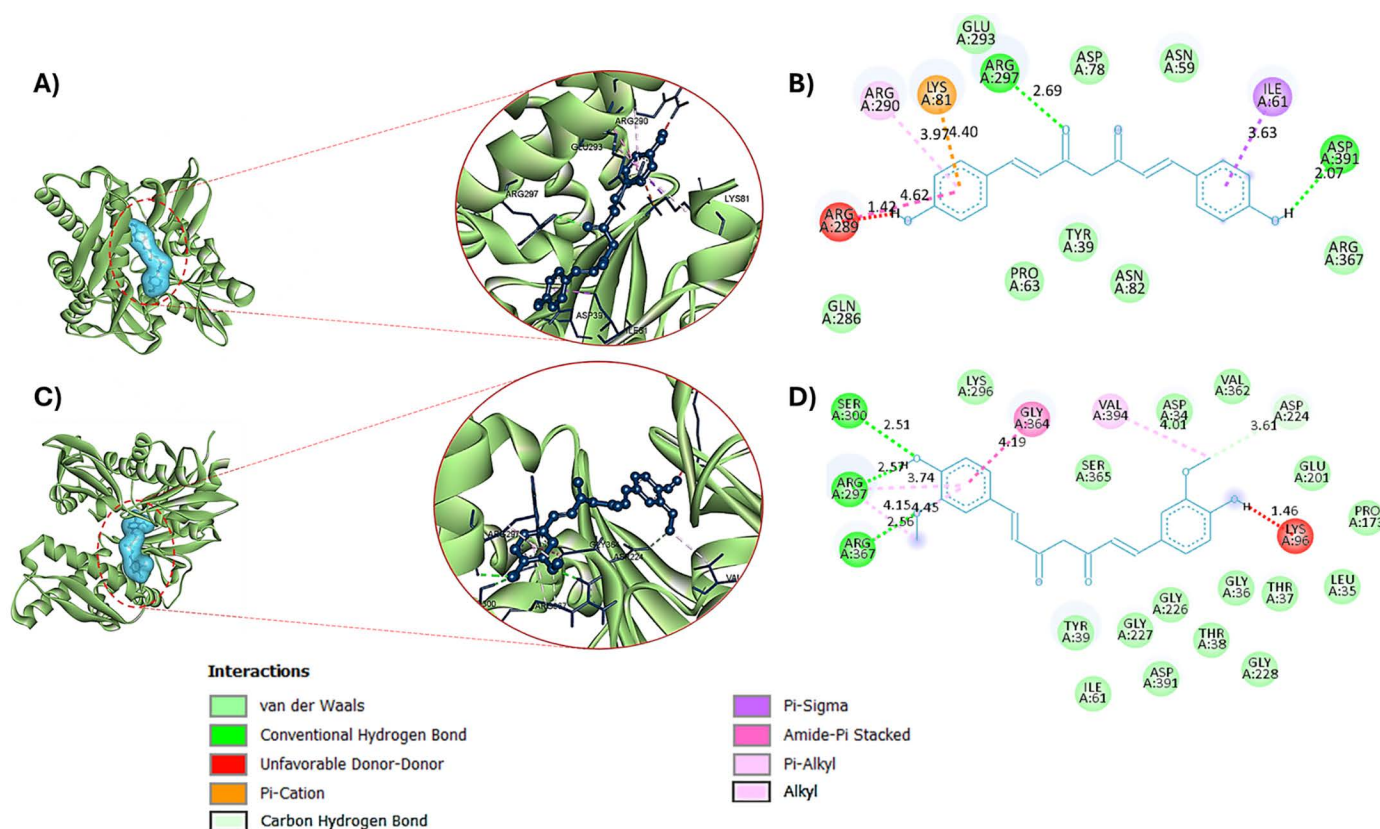 A)
ARG290
GLU293
ARG297
LYS81
ASP391
ILE61
B)
GLU
A:293
ARG
A:297
ASP
A:78
ASN
A:59
ARG
A:290
LYS
A:81
ILE
A:61
2.69
3.97
4.40
3.63
ASP
A:391
2.07
ARG
A:289
1.42
4.62
H
H
TYR
A:39
ARG
A:367
PRO
A:63
ASN
A:82
GLN
A:286
C)
ARG297
GLY364
ASP224
VAL
300
ARG367
D)
LYS
A:296
VAL
A:362
SER
A:300
GLY
A:364
VAL
A:394
ASP
A:34
4.01
ASP
A:224
2.51
4.19
3.61
ARG
A:297
2.57
H
3.74
SER
A:365
GLU
A:201
4.15
4.45
2.56
ARG
A:367
H
1.46
LYS
A:96
PRO
A:173
GLY
A:36
THR
A:37
LEU
A:35
GLY
A:226
TYR
A:39
GLY
A:227
THR
A:38
GLY
A:228
ILE
A:61
ASP
A:391
Interactions
van der Waals
Conventional Hydrogen Bond
Unfavorable Donor-Donor
Pi-Cation
Carbon Hydrogen Bond
Pi-Sigma
Amide-Pi Stacked
Pi-Alkyl
Alkyl